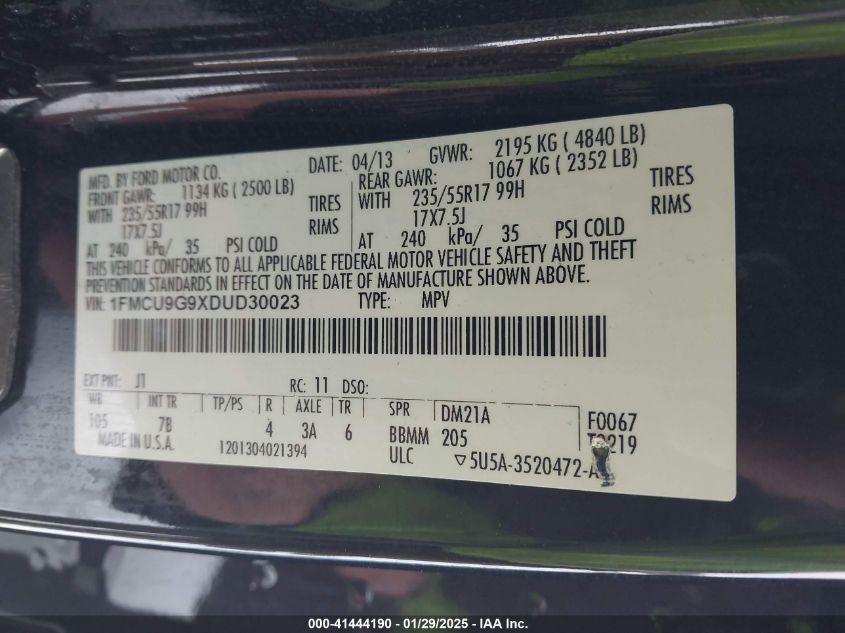 MFD. BY FORD MOTOR CO. DATE: 04/13 GVWR: 2195 KG ( 4840 LB)
FRONT GAWR: 1134 KG ( 2500 LB) REAR GAWR: 1067 KG ( 2352 LB)
WITH 235/55R17 99H TIRES WITH 235/55R17 99H TIRES
17X7.5J RIMS 17X7.5J RIMS
AT 240 kPa/ 35 PSI COLD AT 240 kPa/ 35 PSI COLD
THIS VEHICLE CONFORMS TO ALL APPLICABLE FEDERAL MOTOR VEHICLE SAFETY AND THEFT
PREVENTION STANDARDS IN EFFECT ON THE DATE OF MANUFACTURE SHOWN ABOVE.
VIN: 1FMCU9G9XDUD30023 TYPE: MPV
EXT PNT: J1 RC: 11 DSO:
WB INT TR TP/PS R AXLE TR SPR DM21A F0067
105 7B 4 3A 6 BBMM 205
MADE IN U.S.A. 1201304021394 ULC ▽5U5A-3520472-A
000-41444190 - 01/29/2025 - IAA Inc.